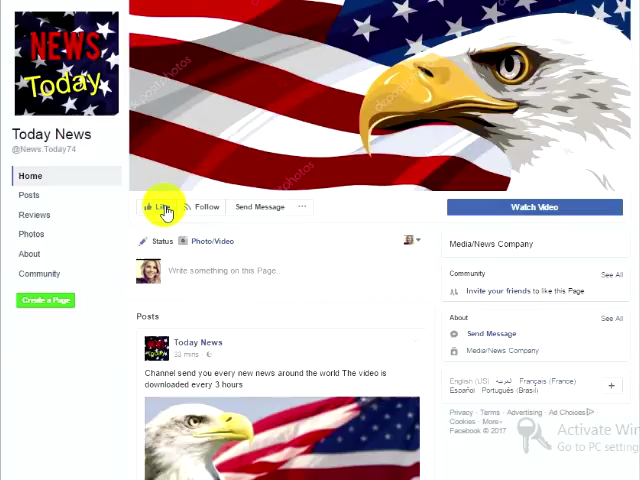 NEWS
Today
Today News
@News.Today74
Home
Posts
Reviews
Photos
About
Community
Create a Page
depositphotos
depositphotos
Like
Follow
Send Message
Watch Video
Status
Photo/Video
Write something on this Page..
Media/News Company
Community
See All
Invite your friends to like this Page
About
See All
Send Message
Media/News Company
English (US) · العربية · Français (France) ·
Español · Português (Brasil)
Privacy · Terms · Advertising · Ad Choices
Cookies · More
Facebook © 2017
Posts
NEWS
Today
Today News
33 mins
Channel send you every new news around the world The video is
downloaded every 3 hours
Activate Win
Go to PC setting